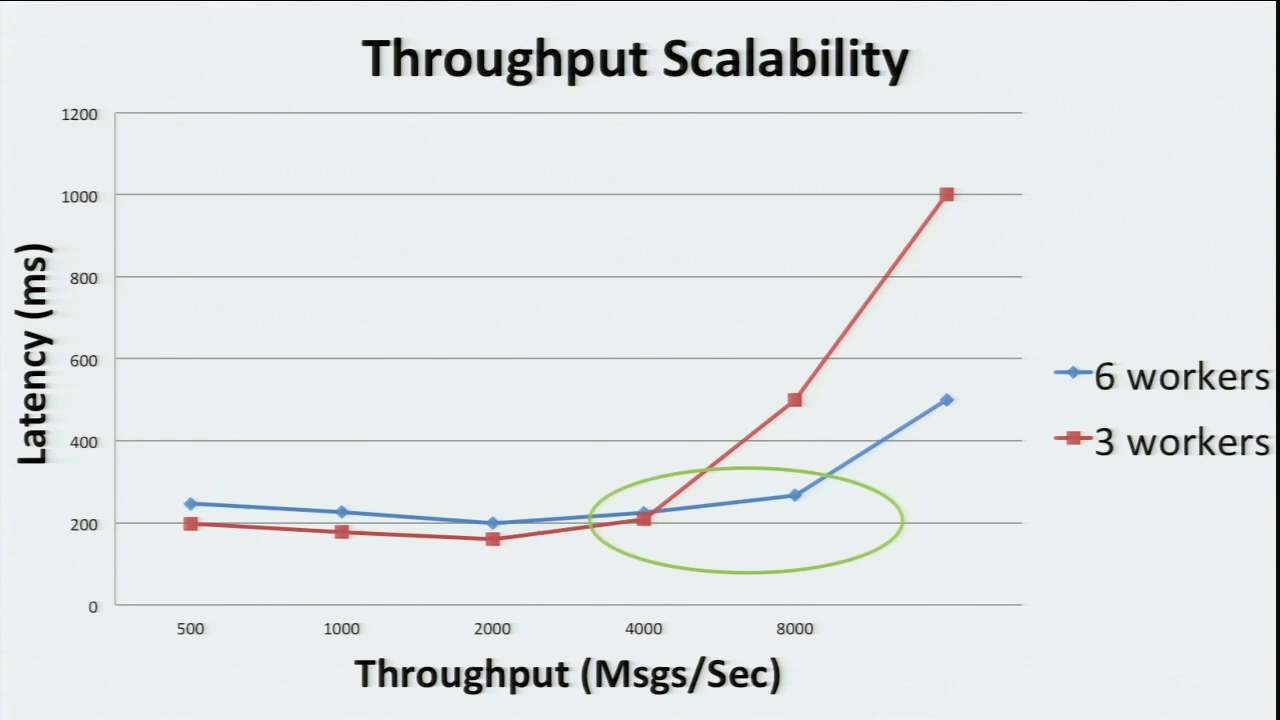 Throughput Scalability
1200
1000
800
600
400
200
0
Latency (ms)
500 1000 2000 4000 8000
Throughput (Msgs/Sec)
6 workers
3 workers